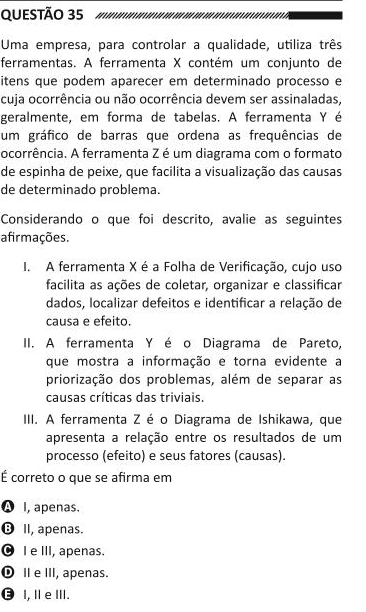 QUESTÃO 35
Uma empresa, para controlar a qualidade, utiliza três
ferramentas. A ferramenta X contém um conjunto de
itens que podem aparecer em determinado processo e
cuja ocorrência ou não ocorrência devem ser assinaladas,
geralmente, em forma de tabelas. A ferramenta Y é
um gráfico de barras que ordena as frequências de
ocorrência. A ferramenta Z é um diagrama com o formato
de espinha de peixe, que facilita a visualização das causas
de determinado problema.
Considerando o que foi descrito, avalie as seguintes
afirmações.
I. A ferramenta X é a Folha de Verificação, cujo uso
facilita as ações de coletar, organizar e classificar
dados, localizar defeitos e identificar a relação de
causa e efeito.
II. A ferramenta Y é o Diagrama de Pareto,
que mostra a informação e torna evidente a
priorização dos problemas, além de separar as
causas críticas das triviais.
III. A ferramenta Z é o Diagrama de Ishikawa, que
apresenta a relação entre os resultados de um
processo (efeito) e seus fatores (causas).
É correto o que se afirma em
A I, apenas.
B II, apenas.
C I e III, apenas.
D II e III, apenas.
E I, II e III.